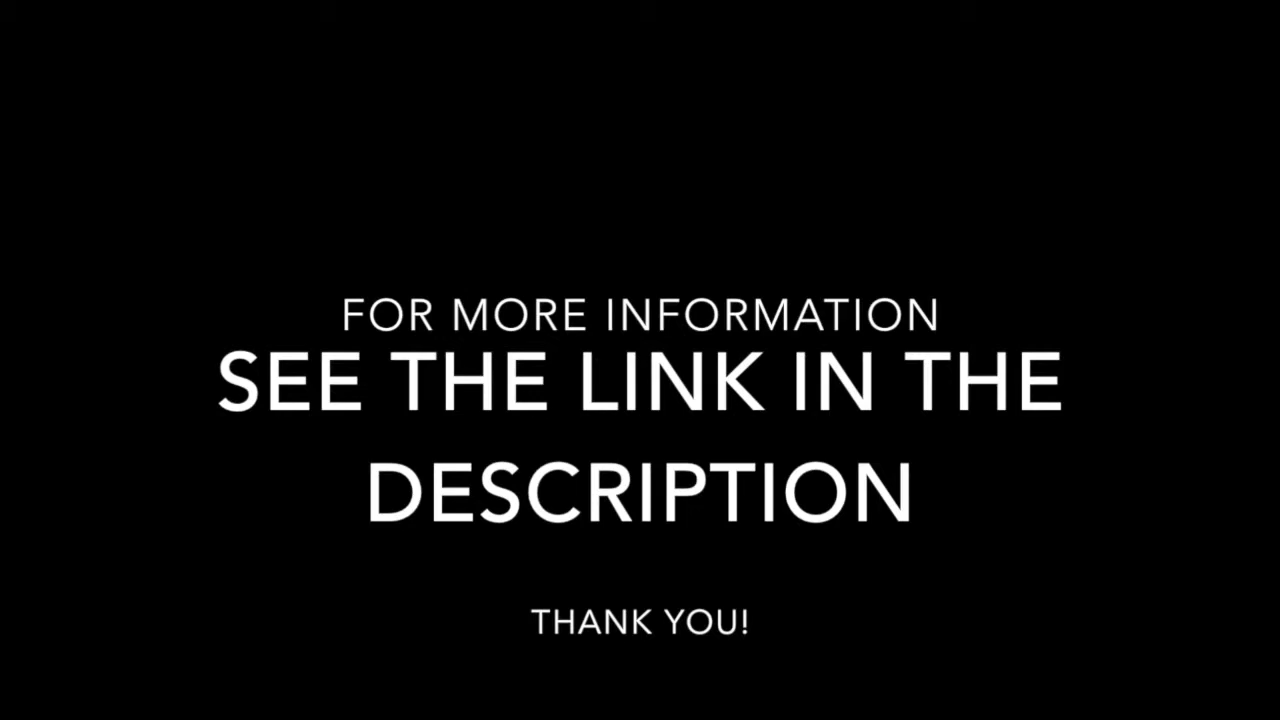 FOR MORE INFORMATION
SEE THE LINK IN THE
DESCRIPTION
THANK YOU!